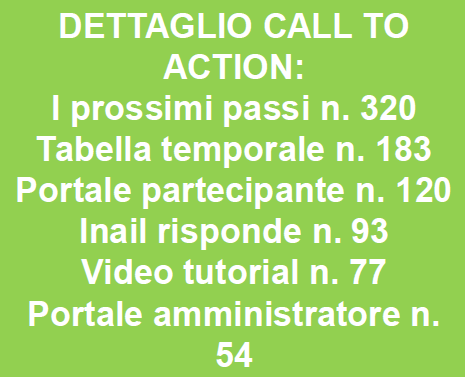 DETTAGLIO CALL TO
ACTION:
I prossimi passi n. 320
Tabella temporale n. 183
Portale partecipante n. 120
Inail risponde n. 93
Video tutorial n. 77
Portale amministratore n.
54